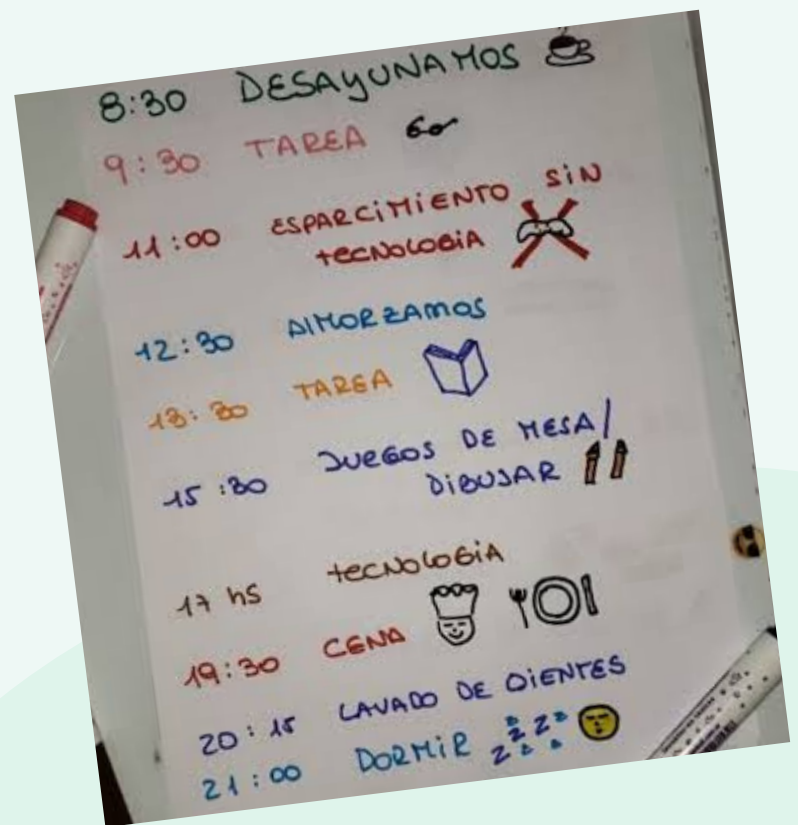 8:30 DESAYUNAMOS
9:30 TAREA
11:00 ESPARCIMIENTO SIN
tECNOLOGIA
12:30 AlMORZAMOS
13:30 TAREA
15:30 JUEGOS DE MESA/
DIBUJAR
17 hS tECNOLOGIA
19:30 CENA
20:15 LAVADO DE DIENTES
21:00 DORMIR zzzz